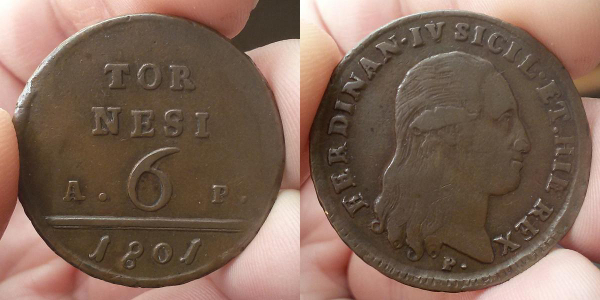 TOR
NESI
A. 6 P.
1801
FERDINAN·IV SICIL·ET·HIE REX
P.